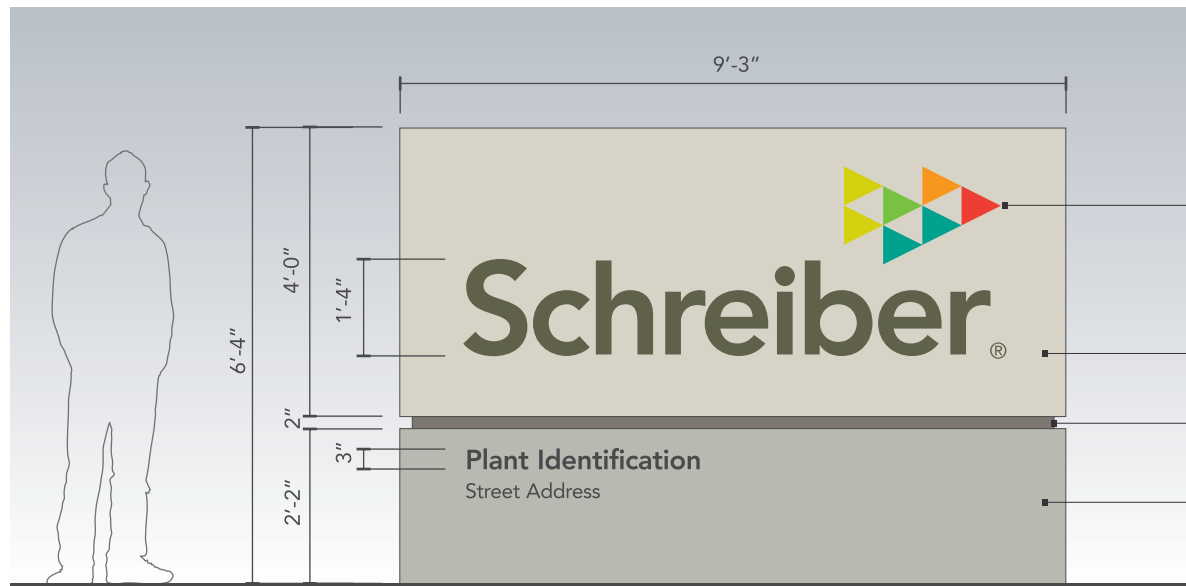 9’-3”
6’-4”
4’-0”
1’-4”
Schreiber®
2”
3”
Plant Identification
Street Address
2’-2”